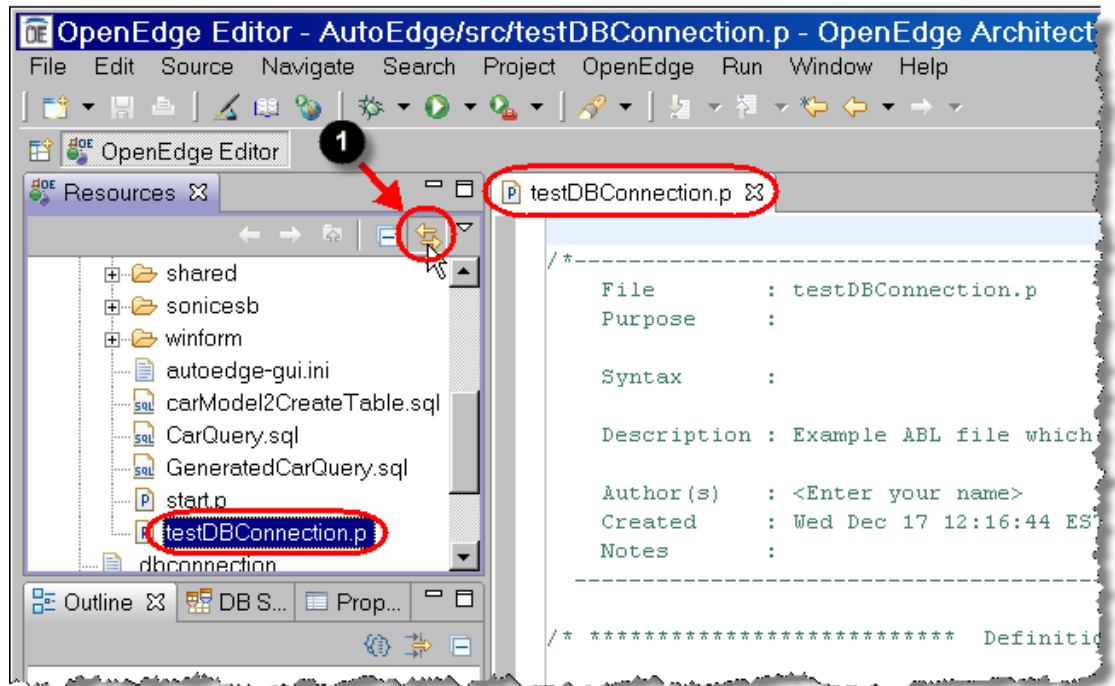 OpenEdge Editor - AutoEdge/src/testDBConnection.p - OpenEdge Architect
File Edit Source Navigate Search Project OpenEdge Run Window Help
OpenEdge Editor
1
Resources
testDBConnection.p
shared
sonicesb
winform
autoedge-gui.ini
carModel2CreateTable.sql
CarQuery.sql
GeneratedCarQuery.sql
start.p
testDBConnection.p
dbconnection
Outline DB S... Prop...
/*----------------------------------------
File : testDBConnection.p
Purpose :
Syntax :
Description : Example ABL file which
Author(s) : <Enter your name>
Created : Wed Dec 17 12:16:44 EST
Notes :
----------------------------------------
/* *************************** Definitio